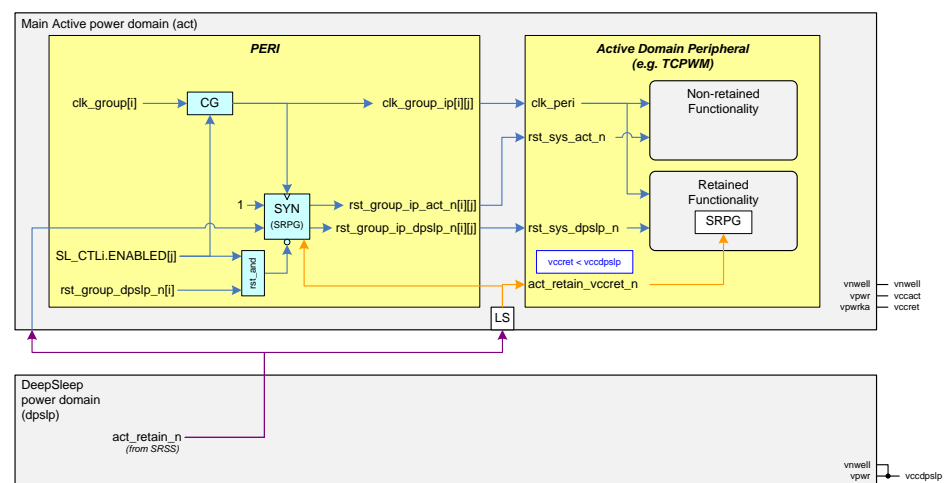 Main Active power domain (act)
PERI
Active Domain Peripheral
(e.g. TCPWM)
clk_group[i]
CG
clk_group_ip[i][j]
clk_peri
Non-retained
Functionality
rst_sys_act_n
1
SYN
(SRPG)
rst_group_ip_act_n[i][j]
rst_group_ip_dpslp_n[i][j]
rst_sys_dpslp_n
Retained
Functionality
SRPG
SL_CTLi.ENABLED[j]
rst_and
rst_group_dpslp_n[i]
vccret < vccdpslp
act_retain_vccret_n
LS
vnwell
vnwell
vpwr
vccact
vpwrka
vccret
DeepSleep
power domain
(dpslp)
act_retain_n
(from SRSS)
vnwell
vpwr
vccdpslp